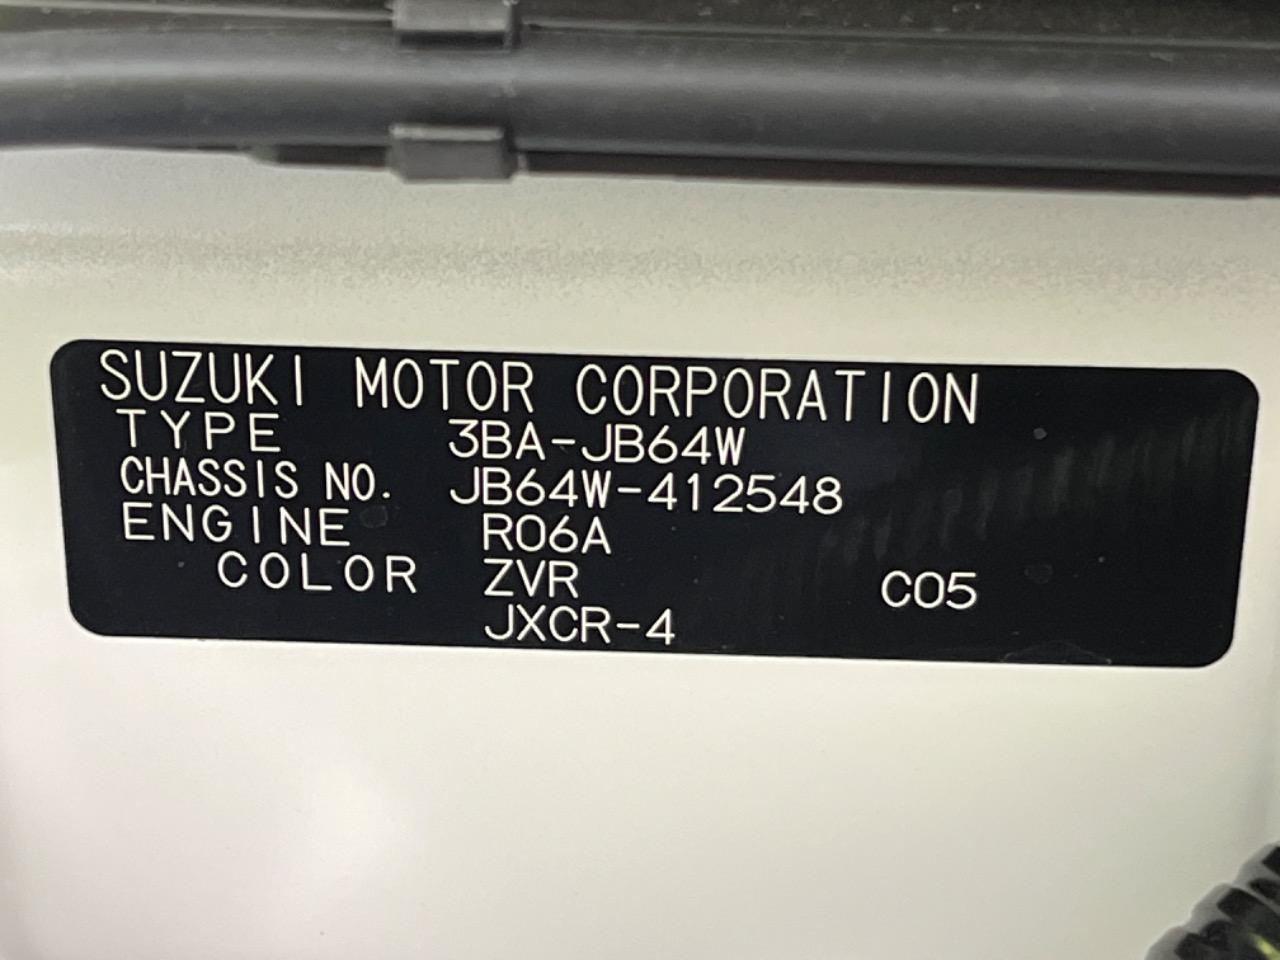 SUZUKI MOTOR CORPORATION
TYPE 3BA-JB64W
CHASSIS NO. JB64W-412548
ENGINE R06A
COLOR ZVR C05
JXCR-4